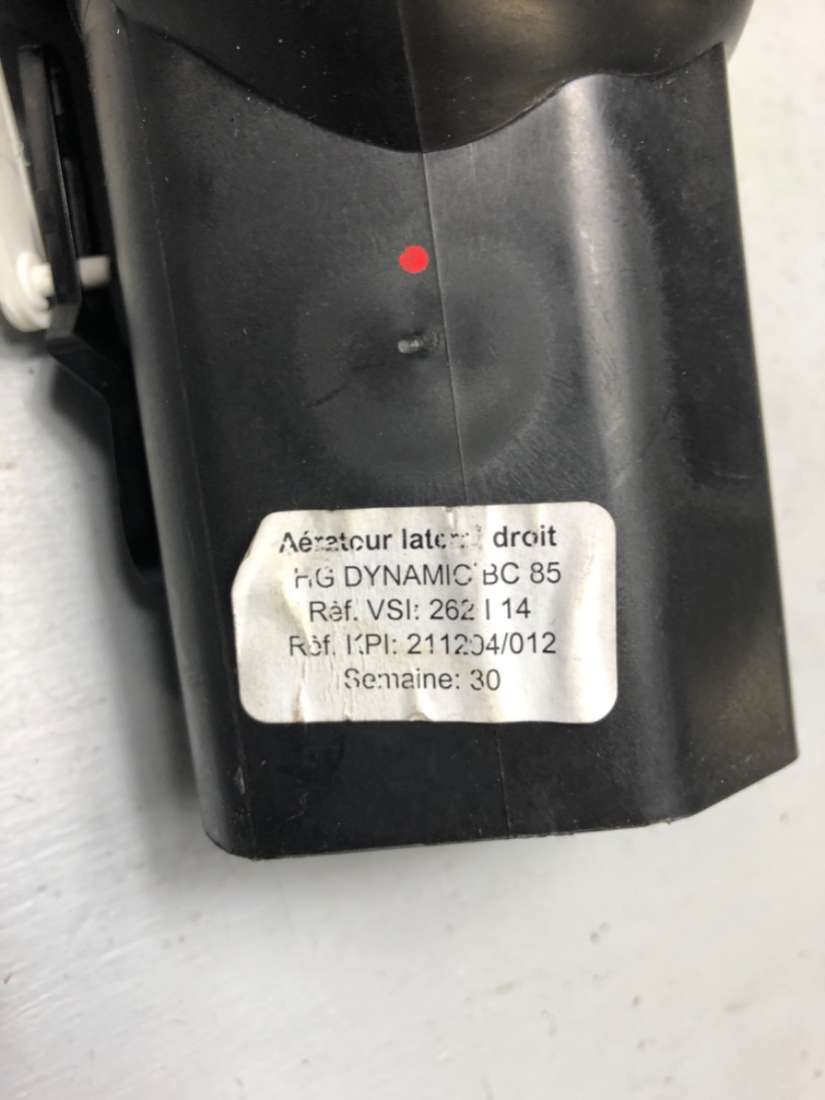 Aérateur latéral droit
HG DYNAMIC BC 85
Réf. VSI: 262 I 14
Réf. KPI: 211204/012
Semaine: 30